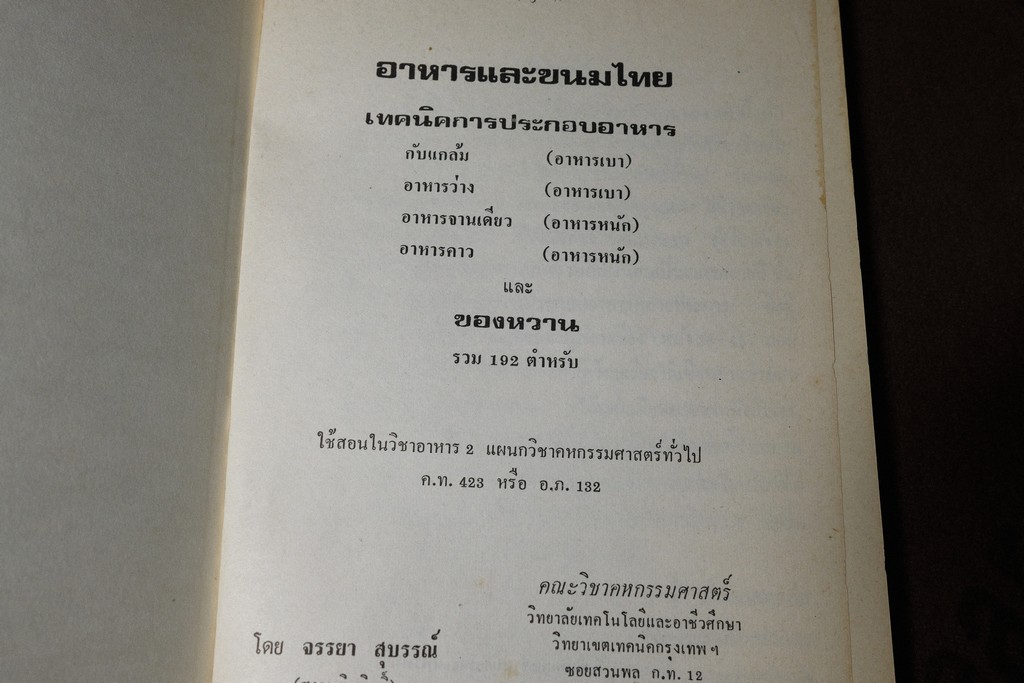 อาหารและขนมไทย
เทคนิคการประกอบอาหาร
กับแกล้ม (อาหารเบา)
อาหารว่าง (อาหารเบา)
อาหารจานเดียว (อาหารหนัก)
อาหารคาว (อาหารหนัก)
และ
ของหวาน
รวม 192 ตำหรับ
ใช้สอนในวิชาอาหาร 2 แผนกวิชาคหกรรมศาสตร์ทั่วไป
ค.ท. 423 หรือ อ.ภ. 132
คณะวิชาคหกรรมศาสตร์
วิทยาลัยเทคโนโลยีและอาชีวศึกษา
วิทยาเขตเทคนิคกรุงเทพ ฯ
ซอยสวนพลู ก.ท. 12
โดย จรรยา สุบรรณ์